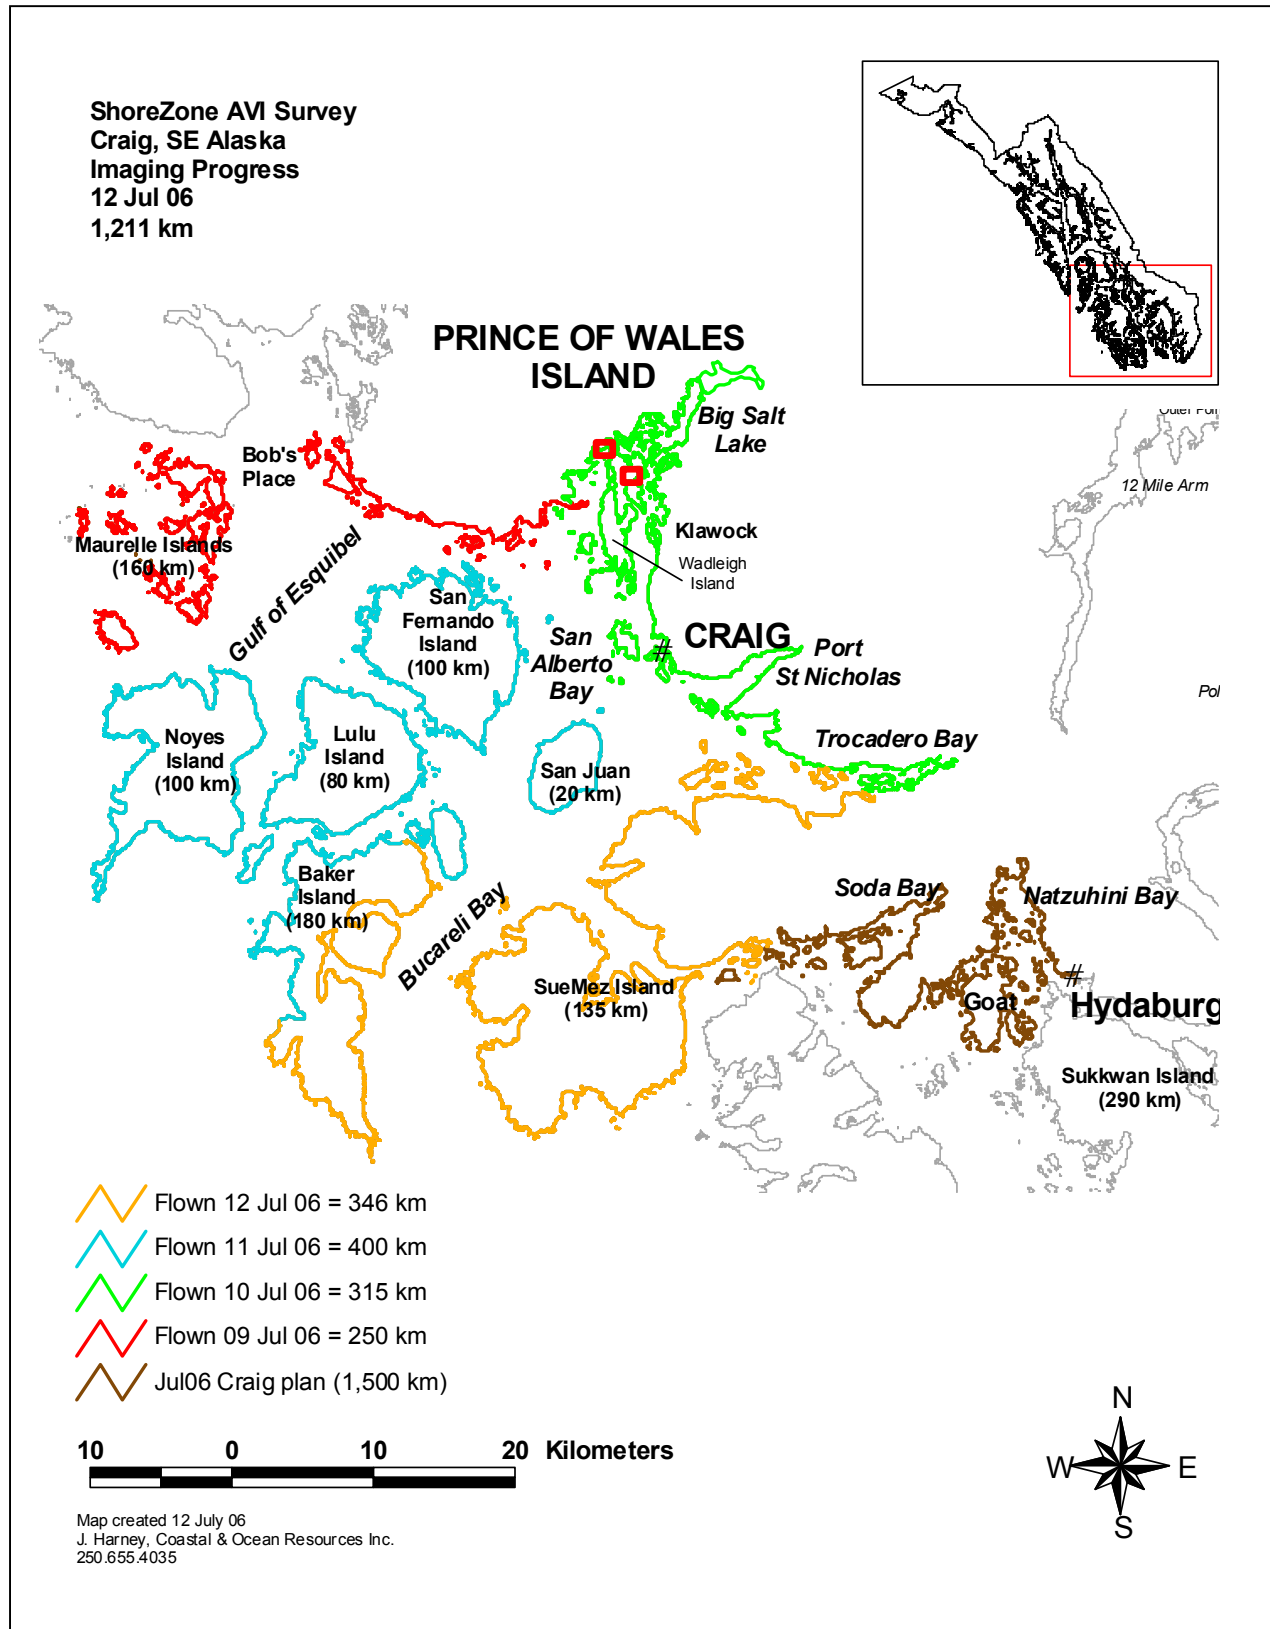 ShoreZone AVI Survey
Craig, SE Alaska
Imaging Progress
12 Jul 06
1,211 km
PRINCE OF WALES
ISLAND
Big Salt
Lake
Bob's
Place
12 Mile Arm
Klawock
Wadleigh
Island
Maurelle Islands
(160 km)
Gulf of Esquibel
San
Fernando
Island
(100 km)
San
Alberto
Bay
#
CRAIG
Port
St Nicholas
Pol
Noyes
Island
(100 km)
Lulu
Island
(80 km)
San Juan
(20 km)
Trocadero Bay
Baker
Island
(180 km)
Bucareli Bay
Soda Bay
Natzuhini Bay
SueMez Island
(135 km)
Goat
#
Hydaburg
Sukkwan Island
(290 km)
Flown 12 Jul 06 = 346 km
Flown 11 Jul 06 = 400 km
Flown 10 Jul 06 = 315 km
Flown 09 Jul 06 = 250 km
Jul06 Craig plan (1,500 km)
10 0 10 20 Kilometers
N
W E
S
Map created 12 July 06
J. Harney, Coastal & Ocean Resources Inc.
250.655.4035